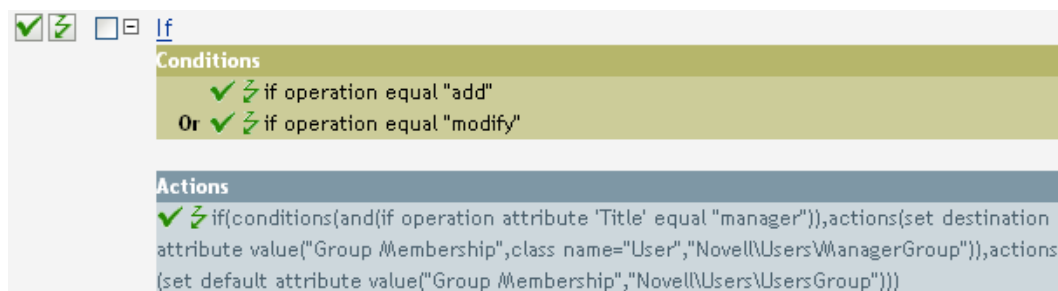 If
Conditions
if operation equal "add"
Or if operation equal "modify"
Actions
if(conditions(and(if operation attribute 'Title' equal "manager")),actions(set destination
attribute value("Group Membership",class name="User","Novell\Users\ManagerGroup")),actions
(set default attribute value("Group Membership","Novell\Users\UsersGroup")))